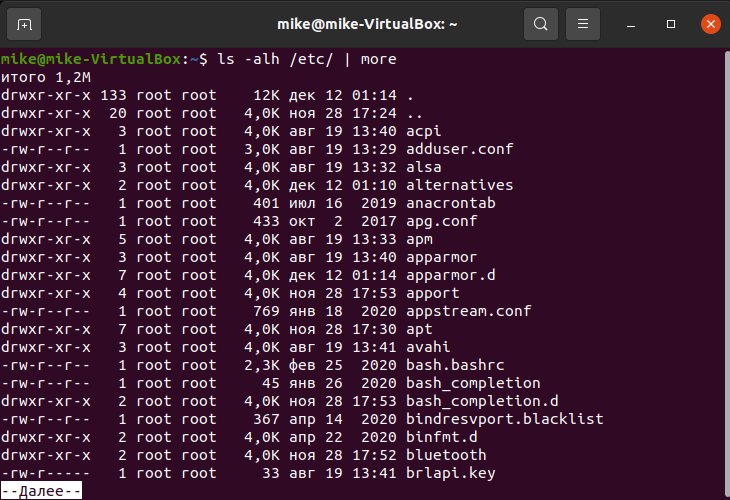 mike@mike-VirtualBox: ~
mike@mike-VirtualBox:~$ ls -alh /etc/ | more
итого 1,2M
drwxr-xr-x 133 root root    12K дек 12 01:14 .
drwxr-xr-x  20 root root   4,0K ноя 28 17:24 ..
drwxr-xr-x   3 root root   4,0K авг 19 13:40 acpi
-rw-r--r--   1 root root   3,0K авг 19 13:29 adduser.conf
drwxr-xr-x   3 root root   4,0K авг 19 13:32 alsa
drwxr-xr-x   2 root root   4,0K дек 12 01:10 alternatives
-rw-r--r--   1 root root    401 июл 16  2019 anacrontab
-rw-r--r--   1 root root    433 окт  2  2017 apg.conf
drwxr-xr-x   5 root root   4,0K авг 19 13:33 apm
drwxr-xr-x   3 root root   4,0K авг 19 13:40 apparmor
drwxr-xr-x   7 root root   4,0K дек 12 01:14 apparmor.d
drwxr-xr-x   4 root root   4,0K ноя 28 17:53 apport
-rw-r--r--   1 root root    769 янв 18  2020 appstream.conf
drwxr-xr-x   7 root root   4,0K ноя 28 17:30 apt
drwxr-xr-x   3 root root   4,0K авг 19 13:41 avahi
-rw-r--r--   1 root root   2,3K фев 25  2020 bash.bashrc
-rw-r--r--   1 root root     45 янв 26  2020 bash_completion
drwxr-xr-x   2 root root   4,0K ноя 28 17:53 bash_completion.d
-rw-r--r--   1 root root    367 апр 14  2020 bindresvport.blacklist
drwxr-xr-x   2 root root   4,0K апр 22  2020 binfmt.d
drwxr-xr-x   2 root root   4,0K ноя 28 17:52 bluetooth
-rw-r-----   1 root root     33 авг 19 13:41 brlapi.key
--Далее--